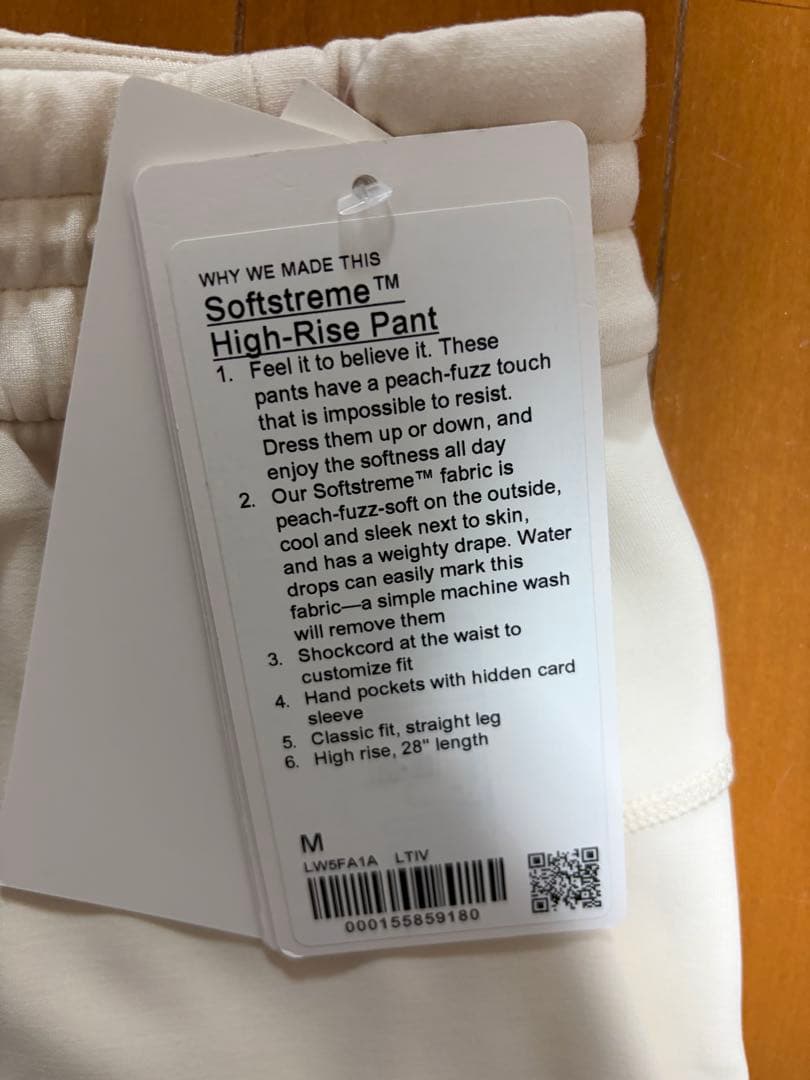 WHY WE MADE THIS
Softstreme™
High-Rise Pant
1. Feel it to believe it. These
pants have a peach-fuzz touch
that is impossible to resist.
Dress them up or down, and
enjoy the softness all day
2. Our Softstreme™ fabric is
peach-fuzz-soft on the outside,
cool and sleek next to skin,
and has a weighty drape. Water
drops can easily mark this
fabric—a simple machine wash
will remove them
3. Shockcord at the waist to
customize fit
4. Hand pockets with hidden card
sleeve
5. Classic fit, straight leg
6. High rise, 28" length
M
LW5FA1A LTIV
000155859180